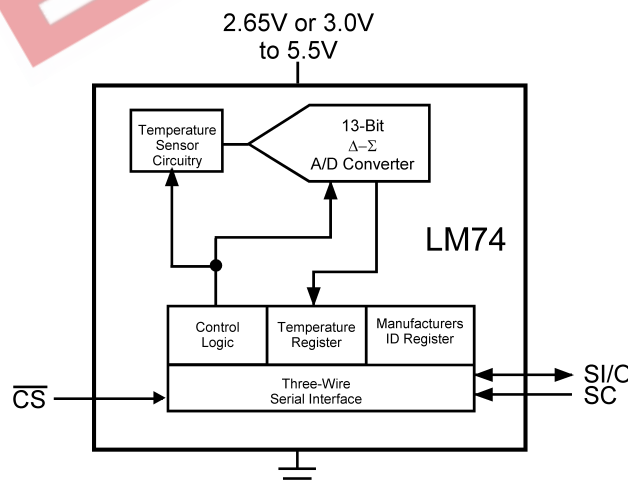 2.65V or 3.0V
to 5.5V
Temperature
Sensor
Circuitry
13-Bit
Δ–Σ
A/D Converter
LM74
Control
Logic
Temperature
Register
Manufacturers
ID Register
Three-Wire
Serial Interface
CS
SI/O
SC